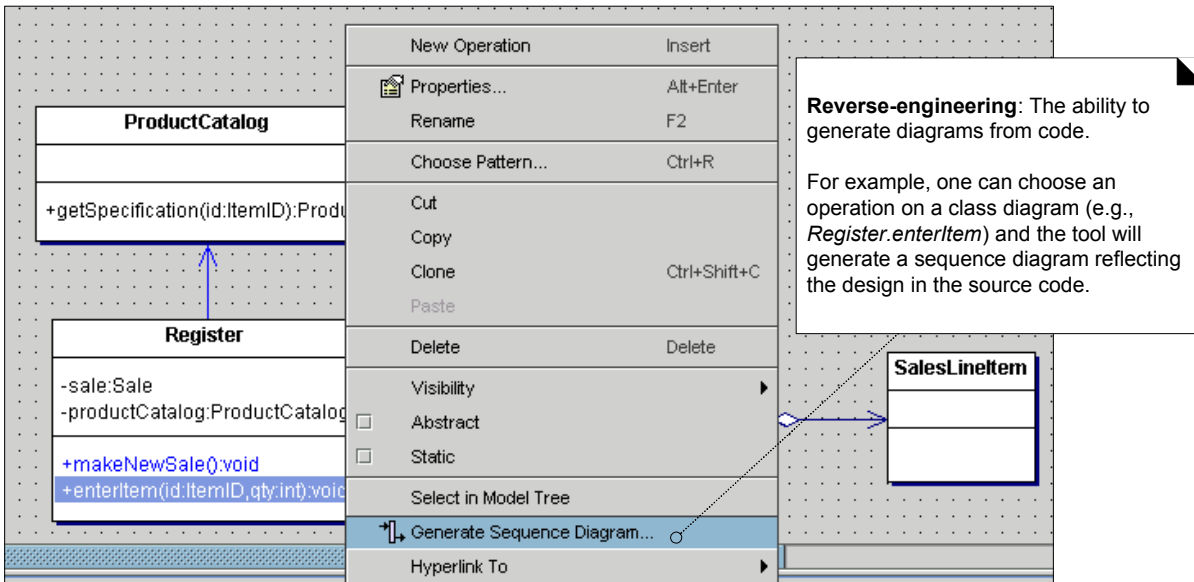 ProductCatalog
+getSpecification(id:ItemID):Produ
Register
-sale:Sale
-productCatalog:ProductCatalog
+makeNewSale():void
+enterItem(id:ItemID,qty:int):void
New Operation Insert
Properties... Alt+Enter
Rename F2
Choose Pattern... Ctrl+R
Cut
Copy
Clone Ctrl+Shift+C
Paste
Delete Delete
Visibility
Abstract
Static
Select in Model Tree
Generate Sequence Diagram...
Hyperlink To
Reverse-engineering: The ability to
generate diagrams from code.
For example, one can choose an
operation on a class diagram (e.g.,
Register.enterItem) and the tool will
generate a sequence diagram reflecting
the design in the source code.
SalesLineItem